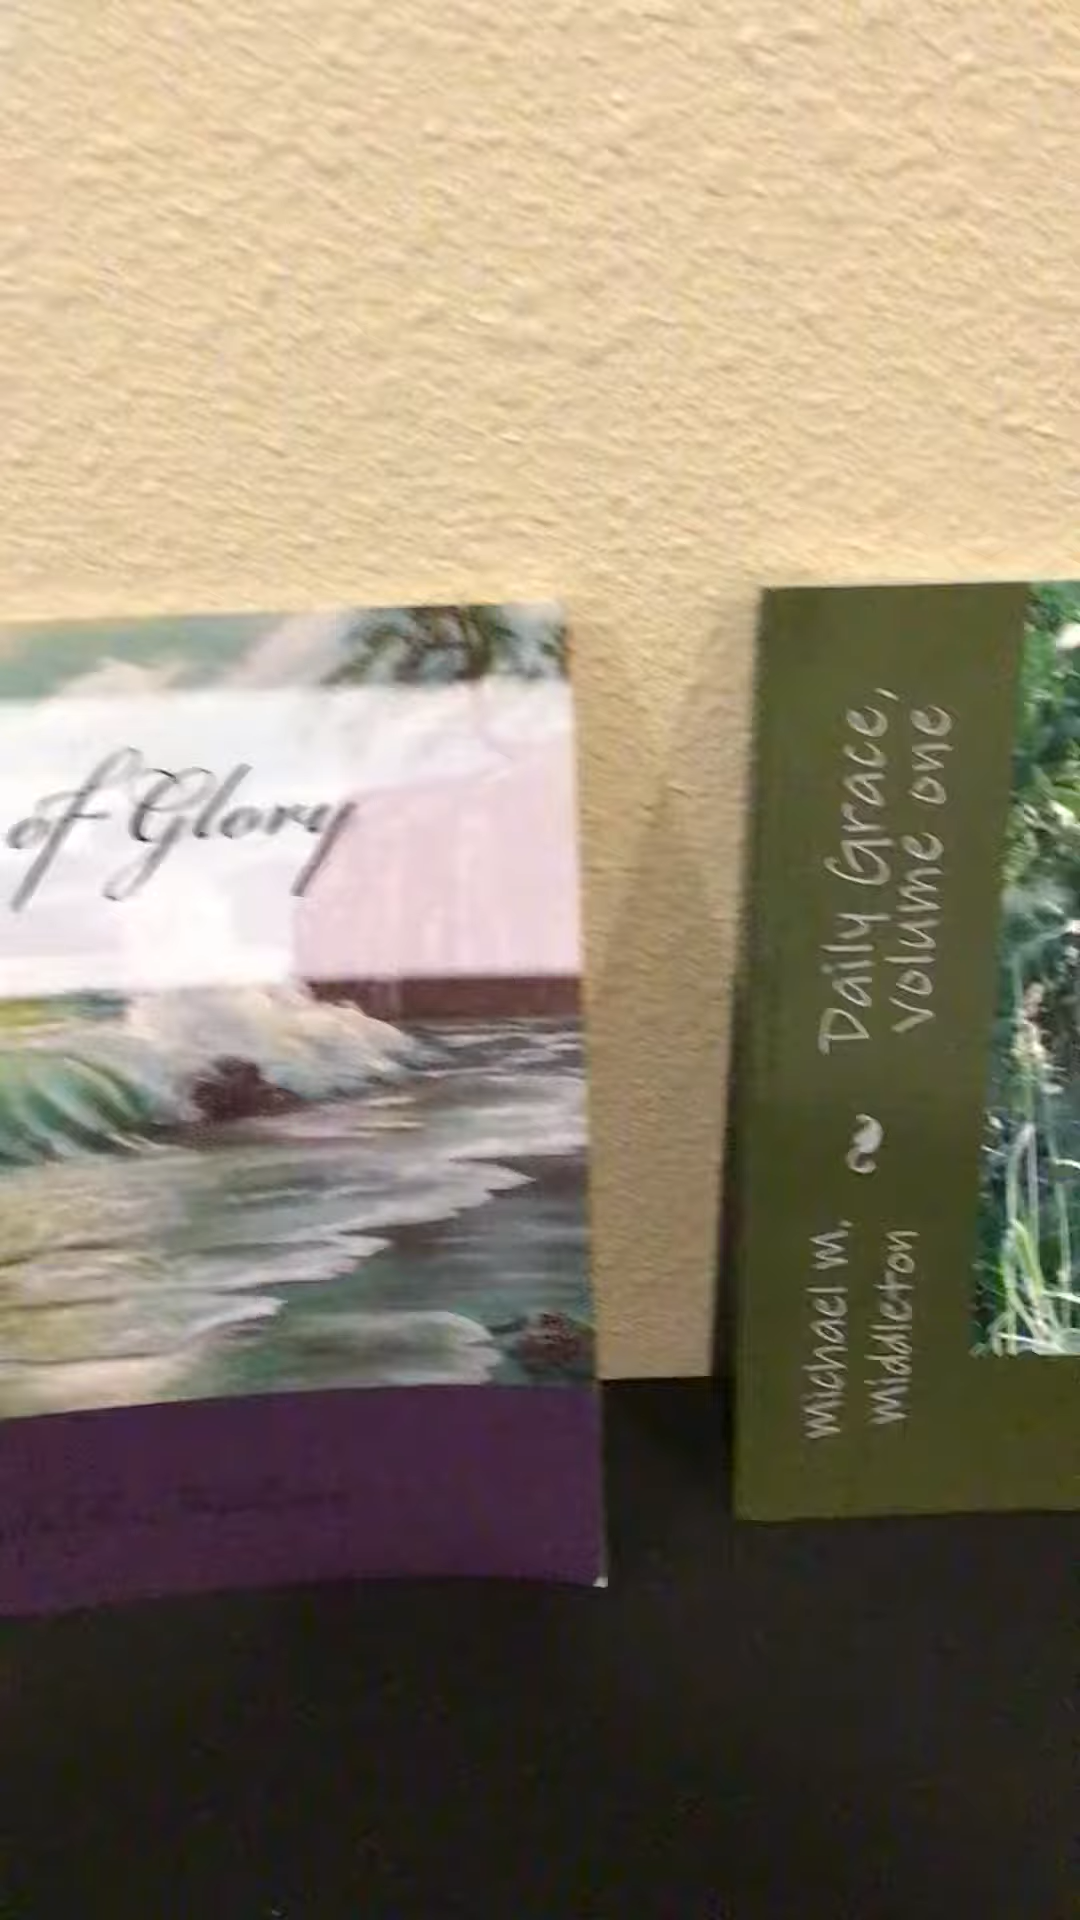 of Glory
Daily Grace,
volume one
Michael M.
Middleton